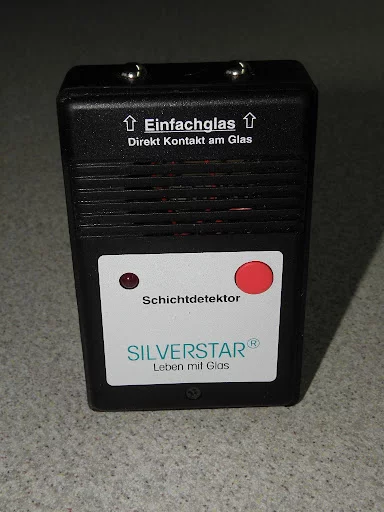 ⇧ Einfachglas ⇧
Direkt Kontakt am Glas
Schichtdetektor
SILVERSTAR®
Leben mit Glas